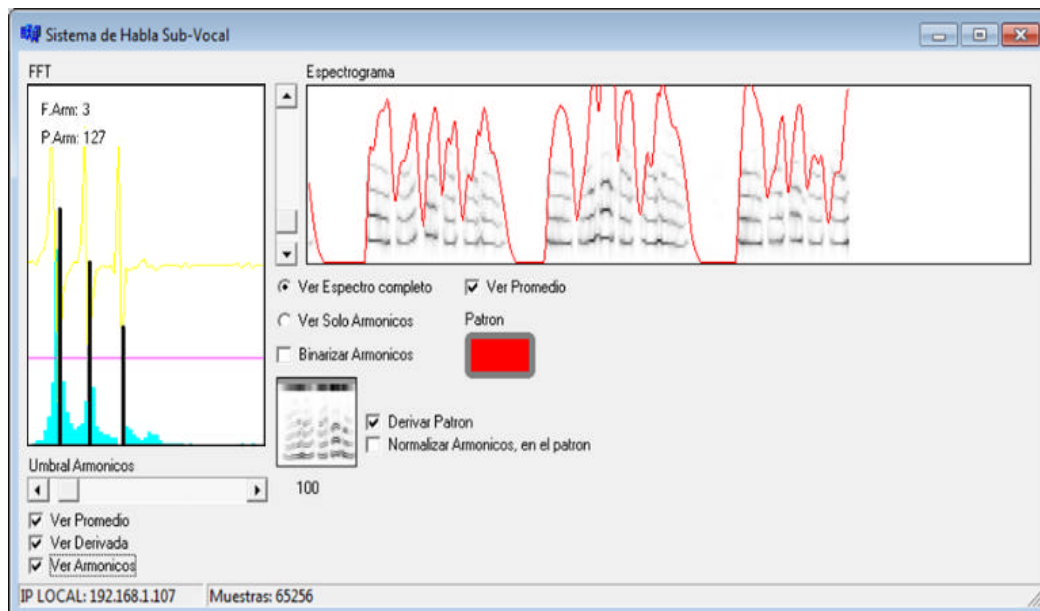 Sistema de Habla Sub-Vocal
FFT
F.Arm: 3
P.Arm: 127
Umbral Armonicos
Ver Promedio
Ver Derivada
Ver Armonicos
Espectrograma
Ver Espectro completo
Ver Promedio
Ver Solo Armonicos
Patron
Binarizar Armonicos
Derivar Patron
Normalizar Armonicos, en el patron
100
IP LOCAL: 192.168.1.107
Muestras: 65256